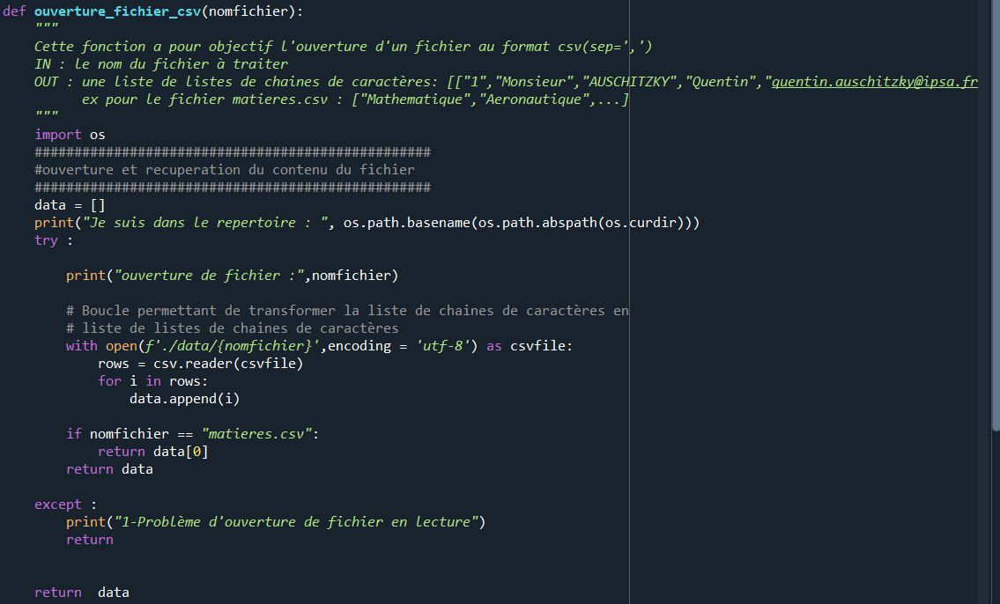 def ouverture_fichier_csv(nomfichier):
    """
    Cette fonction a pour objectif l'ouverture d'un fichier au format csv(sep=',')
    IN : le nom du fichier à traiter
    OUT : une liste de listes de chaines de caractères: [["1","Monsieur","AUSCHITZKY","Quentin","quentin.auschitzky@ipsa.fr
          ex pour le fichier matieres.csv : ["Mathematique","Aeronautique",...]
    """
    import os
    ##################################################
    #ouverture et recuperation du contenu du fichier
    ##################################################
    data = []
    print("Je suis dans le repertoire : ", os.path.basename(os.path.abspath(os.curdir)))
    try :
        print("ouverture de fichier :",nomfichier)
        # Boucle permettant de transformer la liste de chaines de caractères en
        # liste de listes de chaines de caractères
        with open(f'./data/{nomfichier}',encoding = 'utf-8') as csvfile:
            rows = csv.reader(csvfile)
            for i in rows:
                data.append(i)
        if nomfichier == "matieres.csv":
            return data[0]
        return data
    except :
        print("1-Problème d'ouverture de fichier en lecture")
        return
    return  data